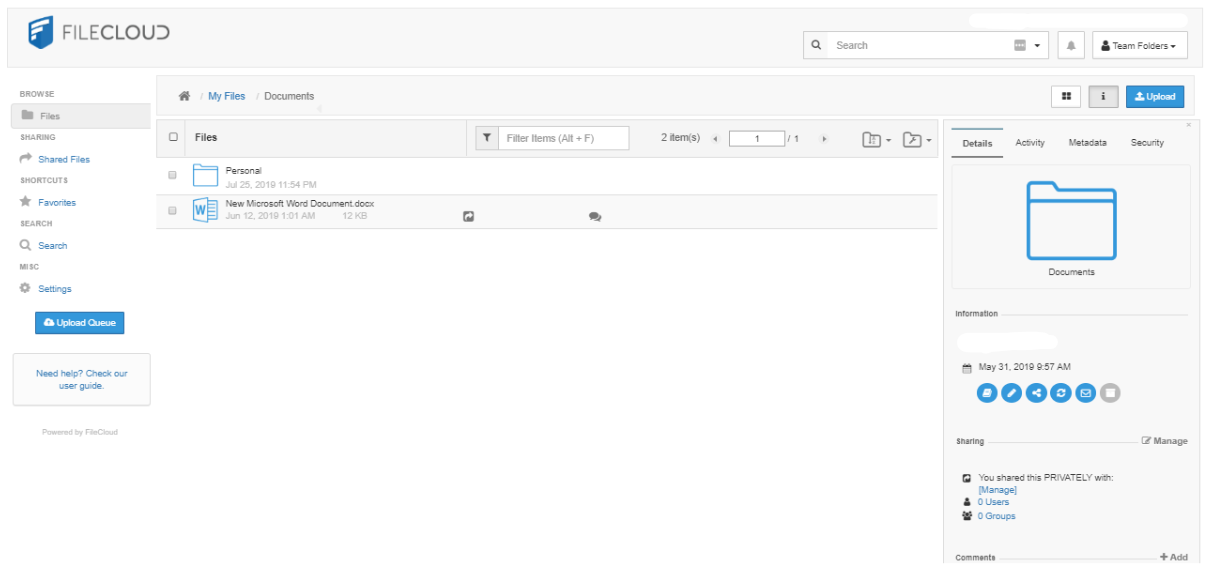 FILECLOUD
Search
Team Folders
BROWSE
Files
SHARING
Shared Files
SHORTCUTS
Favorites
SEARCH
Search
MISC
Settings
Upload Queue
Need help? Check our
user guide.
Powered by FileCloud
/ My Files / Documents
i
Upload
Files
Filter Items (Alt + F)
2 item(s)
1
/ 1
Personal
Jul 25, 2019 11:54 PM
W
New Microsoft Word Document.docx
Jun 12, 2019 1:01 AM 12 KB
×
Details
Activity
Metadata
Security
Documents
Information
May 31, 2019 9:57 AM
Sharing
Manage
You shared this PRIVATELY with:
[Manage]
0 Users
0 Groups
Comments
+ Add